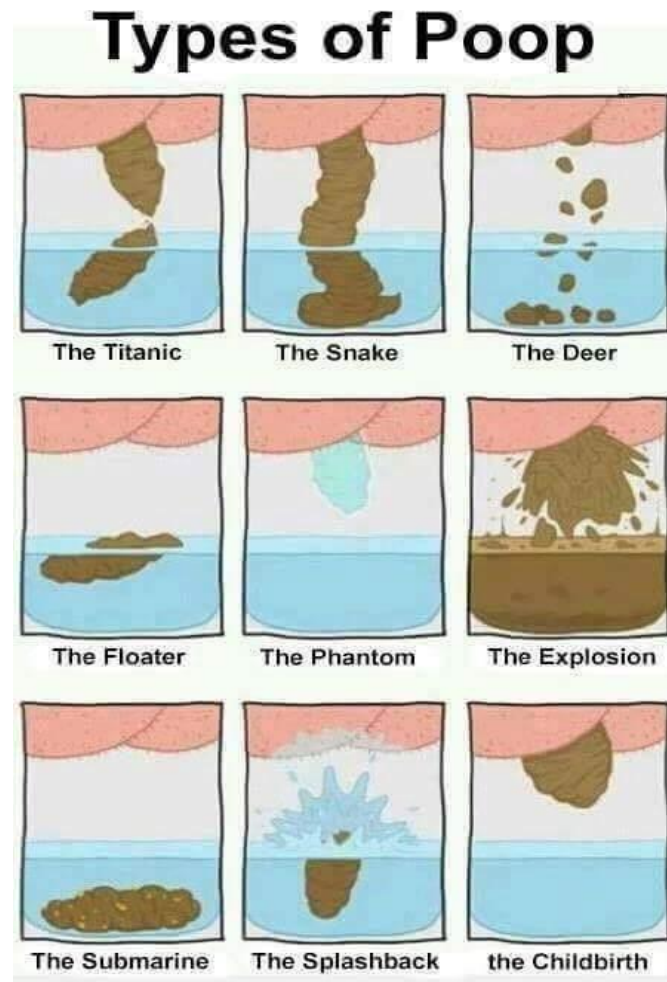 Types of Poop
The Titanic
The Snake
The Deer
The Floater
The Phantom
The Explosion
The Submarine
The Splashback
the Childbirth